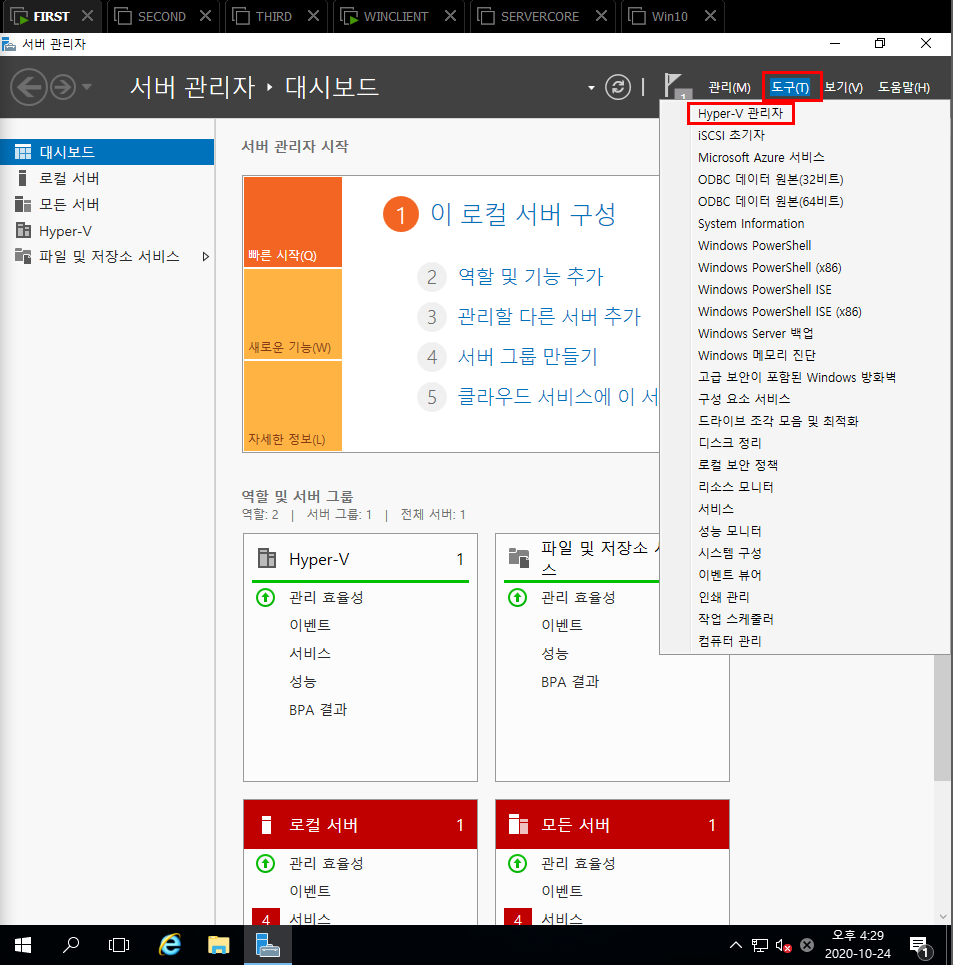 FIRST SECOND THIRD WINCLIENT SERVERCORE Win10
서버 관리자
서버 관리자 ▸ 대시보드
1
관리(M) 도구(T) 보기(V) 도움말(H)
Hyper-V 관리자
iSCSI 초기자
Microsoft Azure 서비스
ODBC 데이터 원본(32비트)
ODBC 데이터 원본(64비트)
System Information
Windows PowerShell
Windows PowerShell (x86)
Windows PowerShell ISE
Windows PowerShell ISE (x86)
Windows Server 백업
Windows 메모리 진단
고급 보안이 포함된 Windows 방화벽
구성 요소 서비스
드라이브 조각 모음 및 최적화
디스크 정리
로컬 보안 정책
리소스 모니터
서비스
성능 모니터
시스템 구성
이벤트 뷰어
인쇄 관리
작업 스케줄러
컴퓨터 관리
대시보드
로컬 서버
모든 서버
Hyper-V
파일 및 저장소 서비스
서버 관리자 시작
빠른 시작(Q)
새로운 기능(W)
자세한 정보(L)
1 이 로컬 서버 구성
2 역할 및 기능 추가
3 관리할 다른 서버 추가
4 서버 그룹 만들기
5 클라우드 서비스에 이 서
역할 및 서버 그룹
역할: 2 | 서버 그룹: 1 | 전체 서버: 1
Hyper-V 1
관리 효율성
이벤트
서비스
성능
BPA 결과
파일 및 저장소
스
관리 효율성
이벤트
성능
BPA 결과
로컬 서버 1
관리 효율성
이벤트
4 서비스
모든 서버 1
관리 효율성
이벤트
4 서비스
오후 4:29
2020-10-24
1